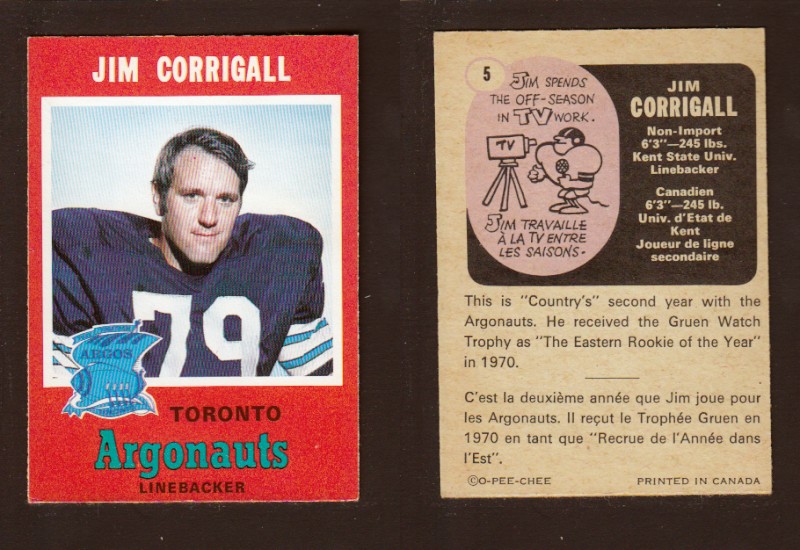 JIM CORRIGALL
79
ARGOS
TORONTO
Argonauts
LINEBACKER
5
JIM SPENDS
THE OFF-SEASON
IN TV WORK.
TV
JIM TRAVAILLE
À LA TV ENTRE
LES SAISONS.
JIM
CORRIGALL
Non-Import
6'3"—245 lbs.
Kent State Univ.
Linebacker
Canadien
6'3"—245 lb.
Univ. d'Etat de
Kent
Joueur de ligne
secondaire
This is "Country's" second year with the
Argonauts. He received the Gruen Watch
Trophy as "The Eastern Rookie of the Year"
in 1970.
C'est la deuxième année que Jim joue pour
les Argonauts. Il reçut le Trophée Gruen en
1970 en tant que "Recrue de l'Année dans
l'Est".
©O-PEE-CHEE
PRINTED IN CANADA